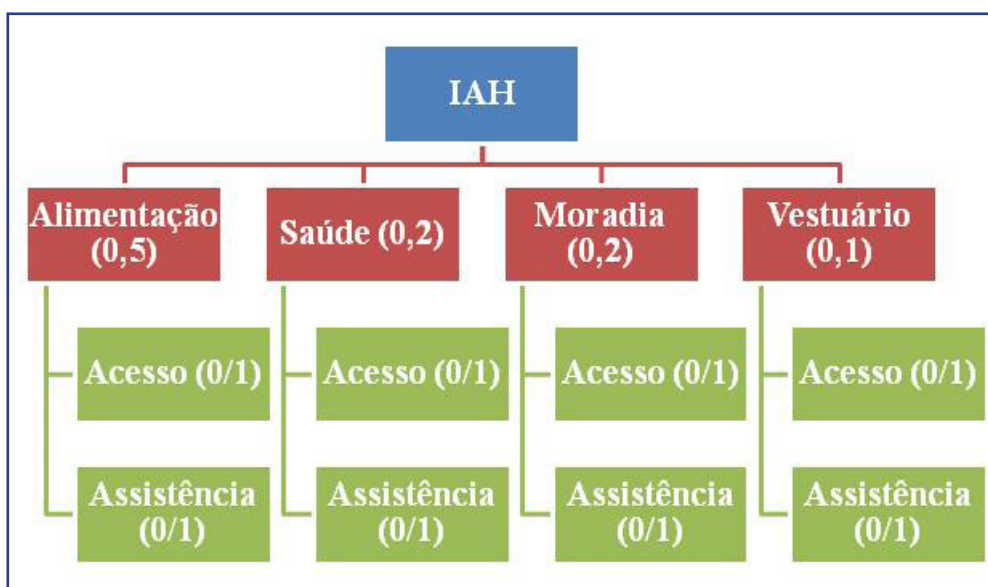 IAH
Alimentação
(0,5)
Saúde (0,2)
Moradia
(0,2)
Vestuário
(0,1)
Acesso (0/1)
Acesso (0/1)
Acesso (0/1)
Acesso (0/1)
Assistência
(0/1)
Assistência
(0/1)
Assistência
(0/1)
Assistência
(0/1)